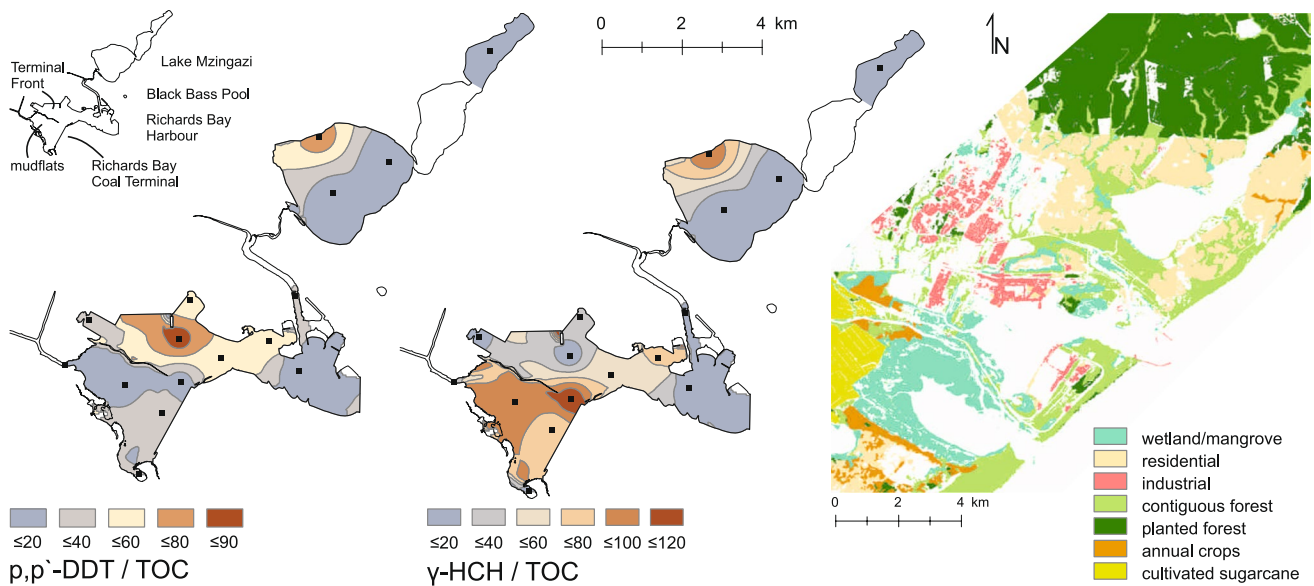 Lake Mzingazi
Terminal
Front
Black Bass Pool
Richards Bay
Harbour
mudflats
Richards Bay
Coal Terminal
0 2 4 km
N
≤20 ≤40 ≤60 ≤80 ≤90
p,p`-DDT / TOC
≤20 ≤40 ≤60 ≤80 ≤100 ≤120
γ-HCH / TOC
0 2 4 km
wetland/mangrove
residential
industrial
contiguous forest
planted forest
annual crops
cultivated sugarcane